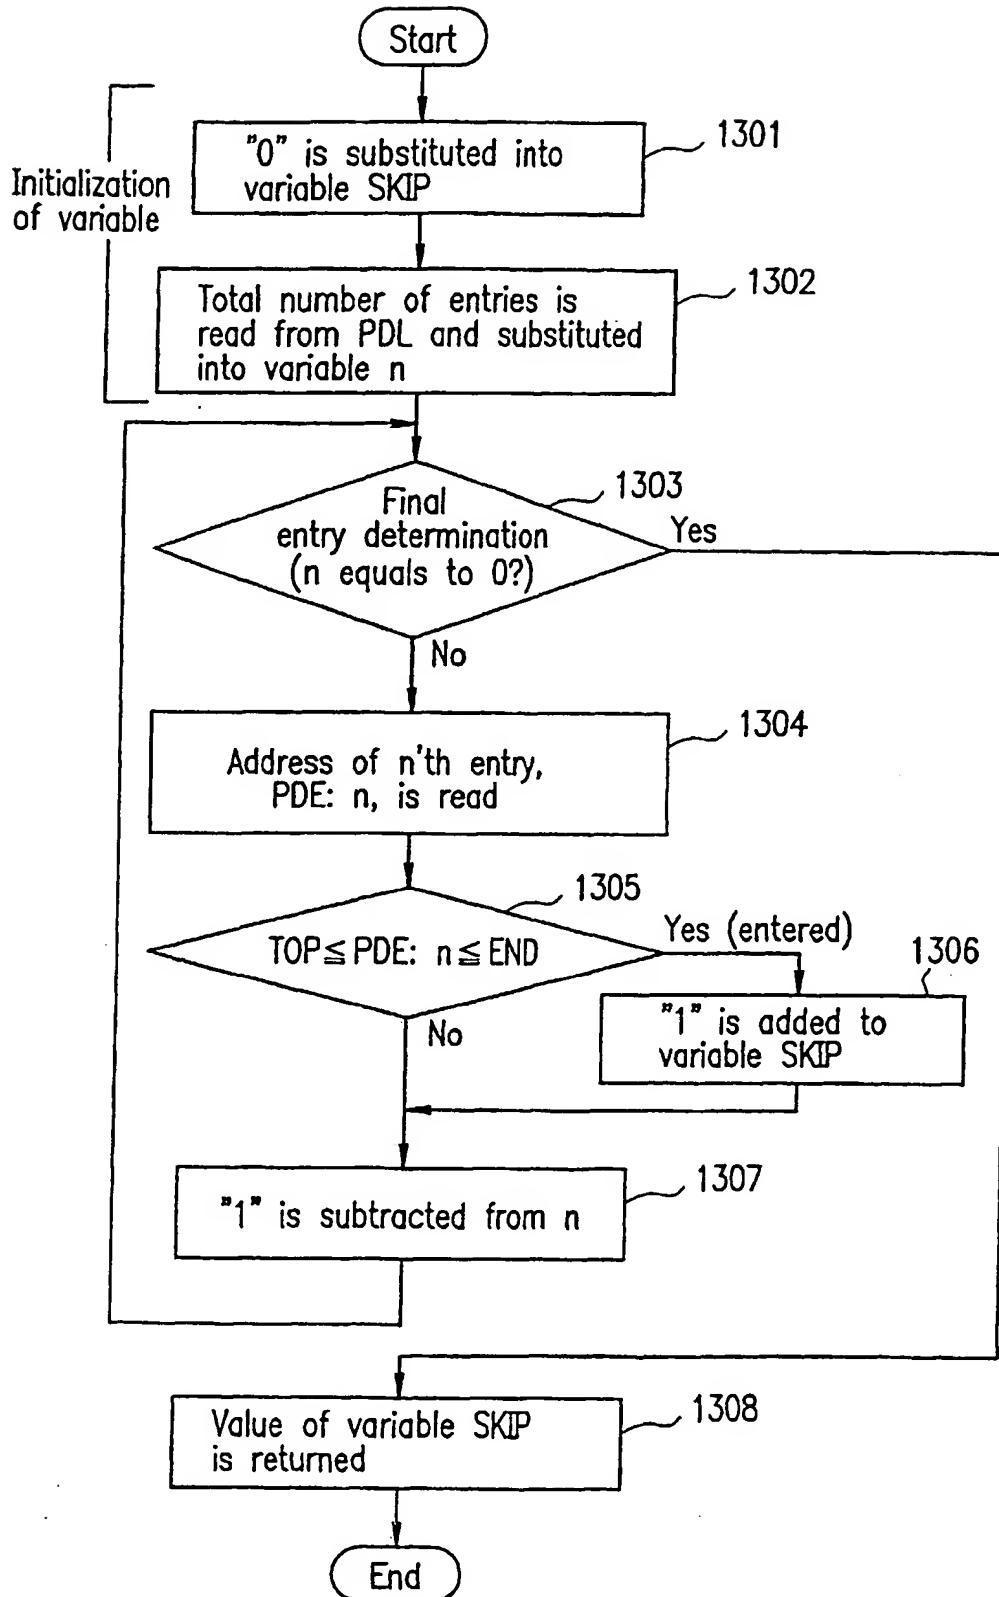 Start
Initialization
of variable
"0" is substituted into
variable SKIP
1301
Total number of entries is
read from PDL and substituted
into variable n
1302
Final
entry determination
(n equals to 0?)
1303
Yes
No
Address of n'th entry,
PDE: n, is read
1304
TOP≦PDE: n≦END
1305
Yes (entered)
"1" is added to
variable SKIP
1306
No
"1" is subtracted from n
1307
Value of variable SKIP
is returned
1308
End